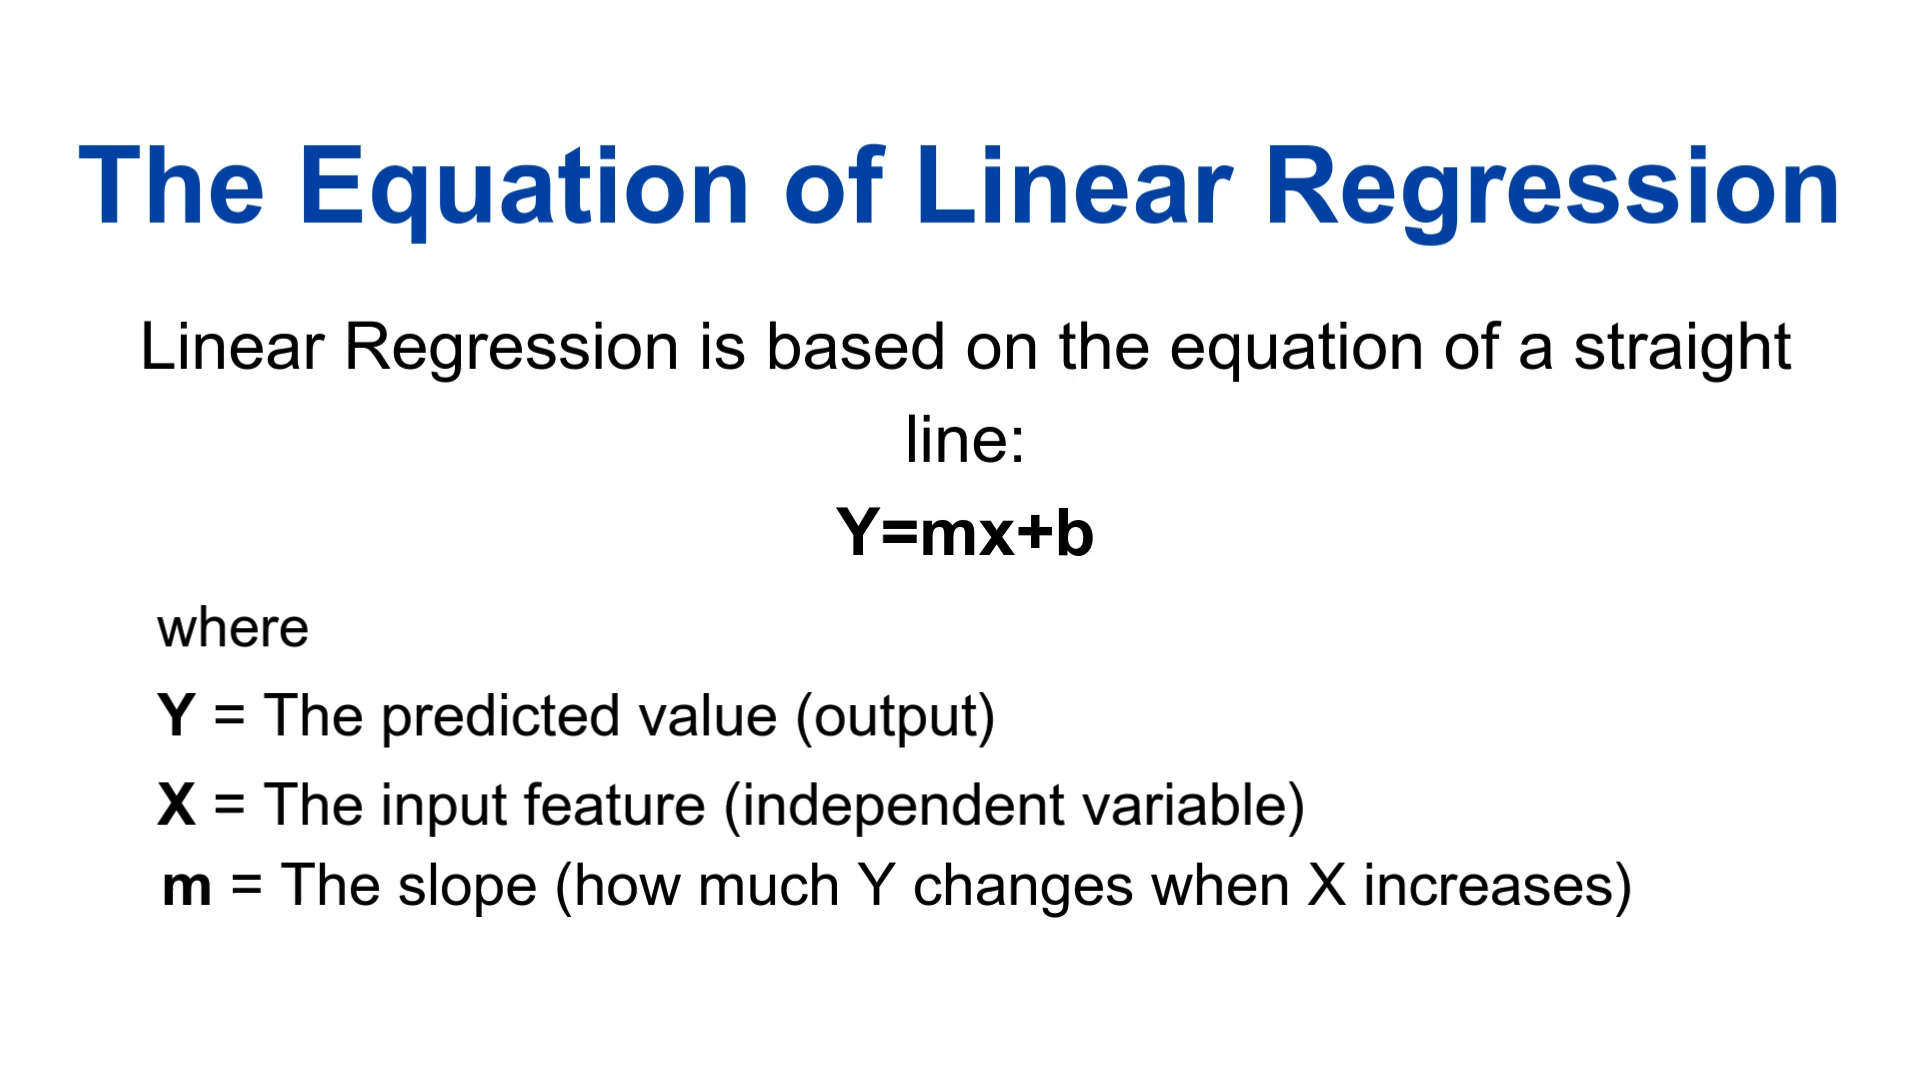 The Equation of Linear Regression
Linear Regression is based on the equation of a straight
line:
Y=mx+b
where
Y = The predicted value (output)
X = The input feature (independent variable)
m = The slope (how much Y changes when X increases)